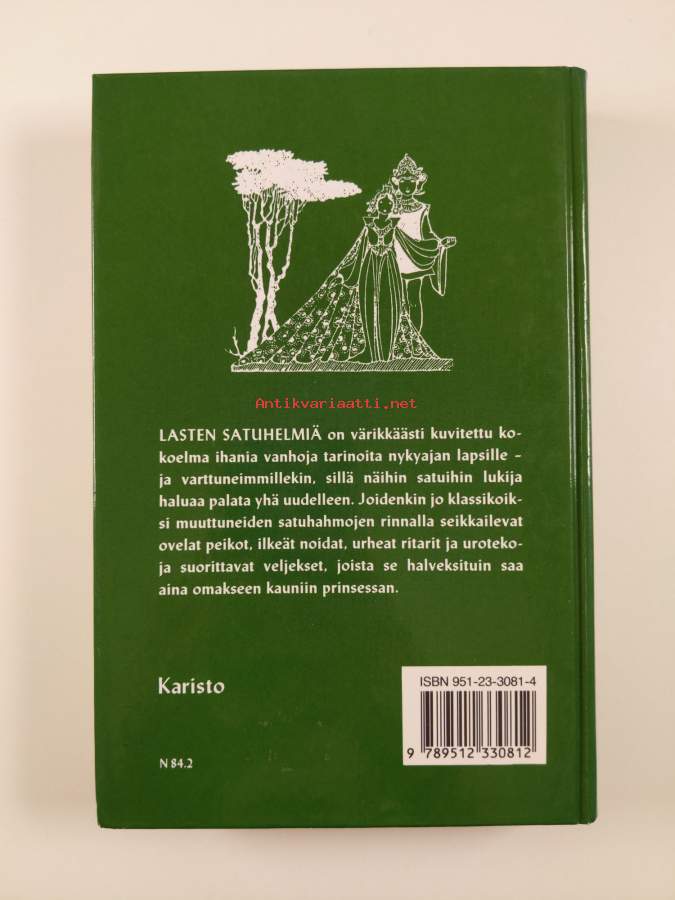 Antikvariaatti.net
LASTEN SATUHELMIÄ on värikkäästi kuvitettu ko-
koelma ihania vanhoja tarinoita nykyajan lapsille –
ja varttuneimmillekin, sillä näihin satuihin lukija
haluaa palata yhä uudelleen. Joidenkin jo klassikoik-
si muuttuneiden satuhahmojen rinnalla seikkailevat
ovelat peikot, ilkeät noidat, urheat ritarit ja uroteko-
ja suorittavat veljekset, joista se halveksituin saa
aina omakseen kauniin prinsessan.
Karisto
N 84.2
ISBN 951-23-3081-4
9 789512 330812